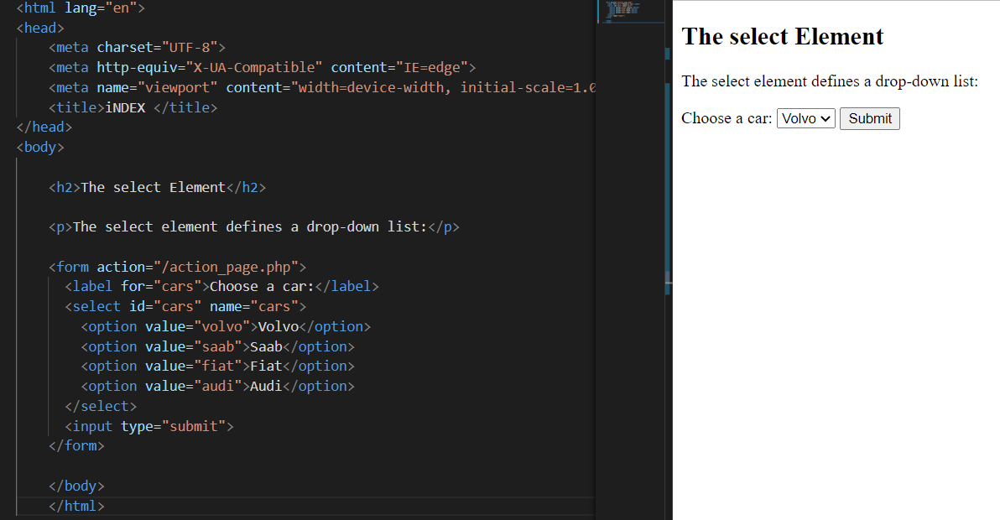 <html lang="en">
<head>
<meta charset="UTF-8">
<meta http-equiv="X-UA-Compatible" content="IE=edge">
<meta name="viewport" content="width=device-width, initial-scale=1.0
<title>iNDEX </title>
</head>
<body>
<h2>The select Element</h2>
<p>The select element defines a drop-down list:</p>
<form action="/action_page.php">
<label for="cars">Choose a car:</label>
<select id="cars" name="cars">
<option value="volvo">Volvo</option>
<option value="saab">Saab</option>
<option value="fiat">Fiat</option>
<option value="audi">Audi</option>
</select>
<input type="submit">
</form>
</body>
</html>
The select Element
The select element defines a drop-down list:
Choose a car: Volvo Submit